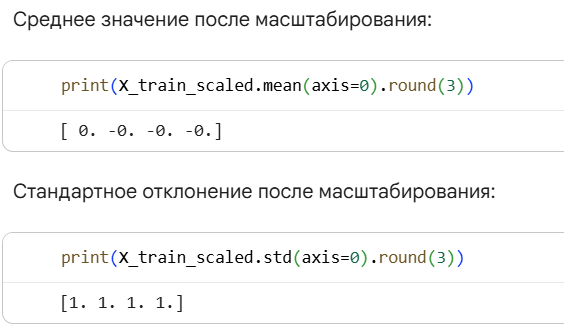 Среднее значение после масштабирования:
print(X_train_scaled.mean(axis=0).round(3))
[ 0. -0. -0. -0.]
Стандартное отклонение после масштабирования:
print(X_train_scaled.std(axis=0).round(3))
[1. 1. 1. 1.]